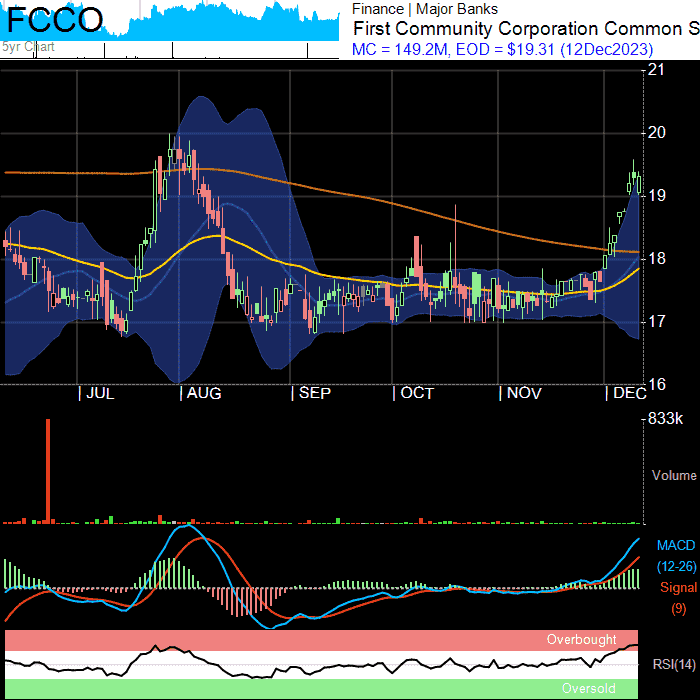 FCCO
5yr Chart
Finance | Major Banks
First Community Corporation Common S
MC = 149.2M, EOD = $19.31 (12Dec2023)
21
20
19
18
17
16
JUL AUG SEP OCT NOV DEC
833k
Volume
MACD
(12-26)
Signal
(9)
Overbought
RSI(14)
Oversold